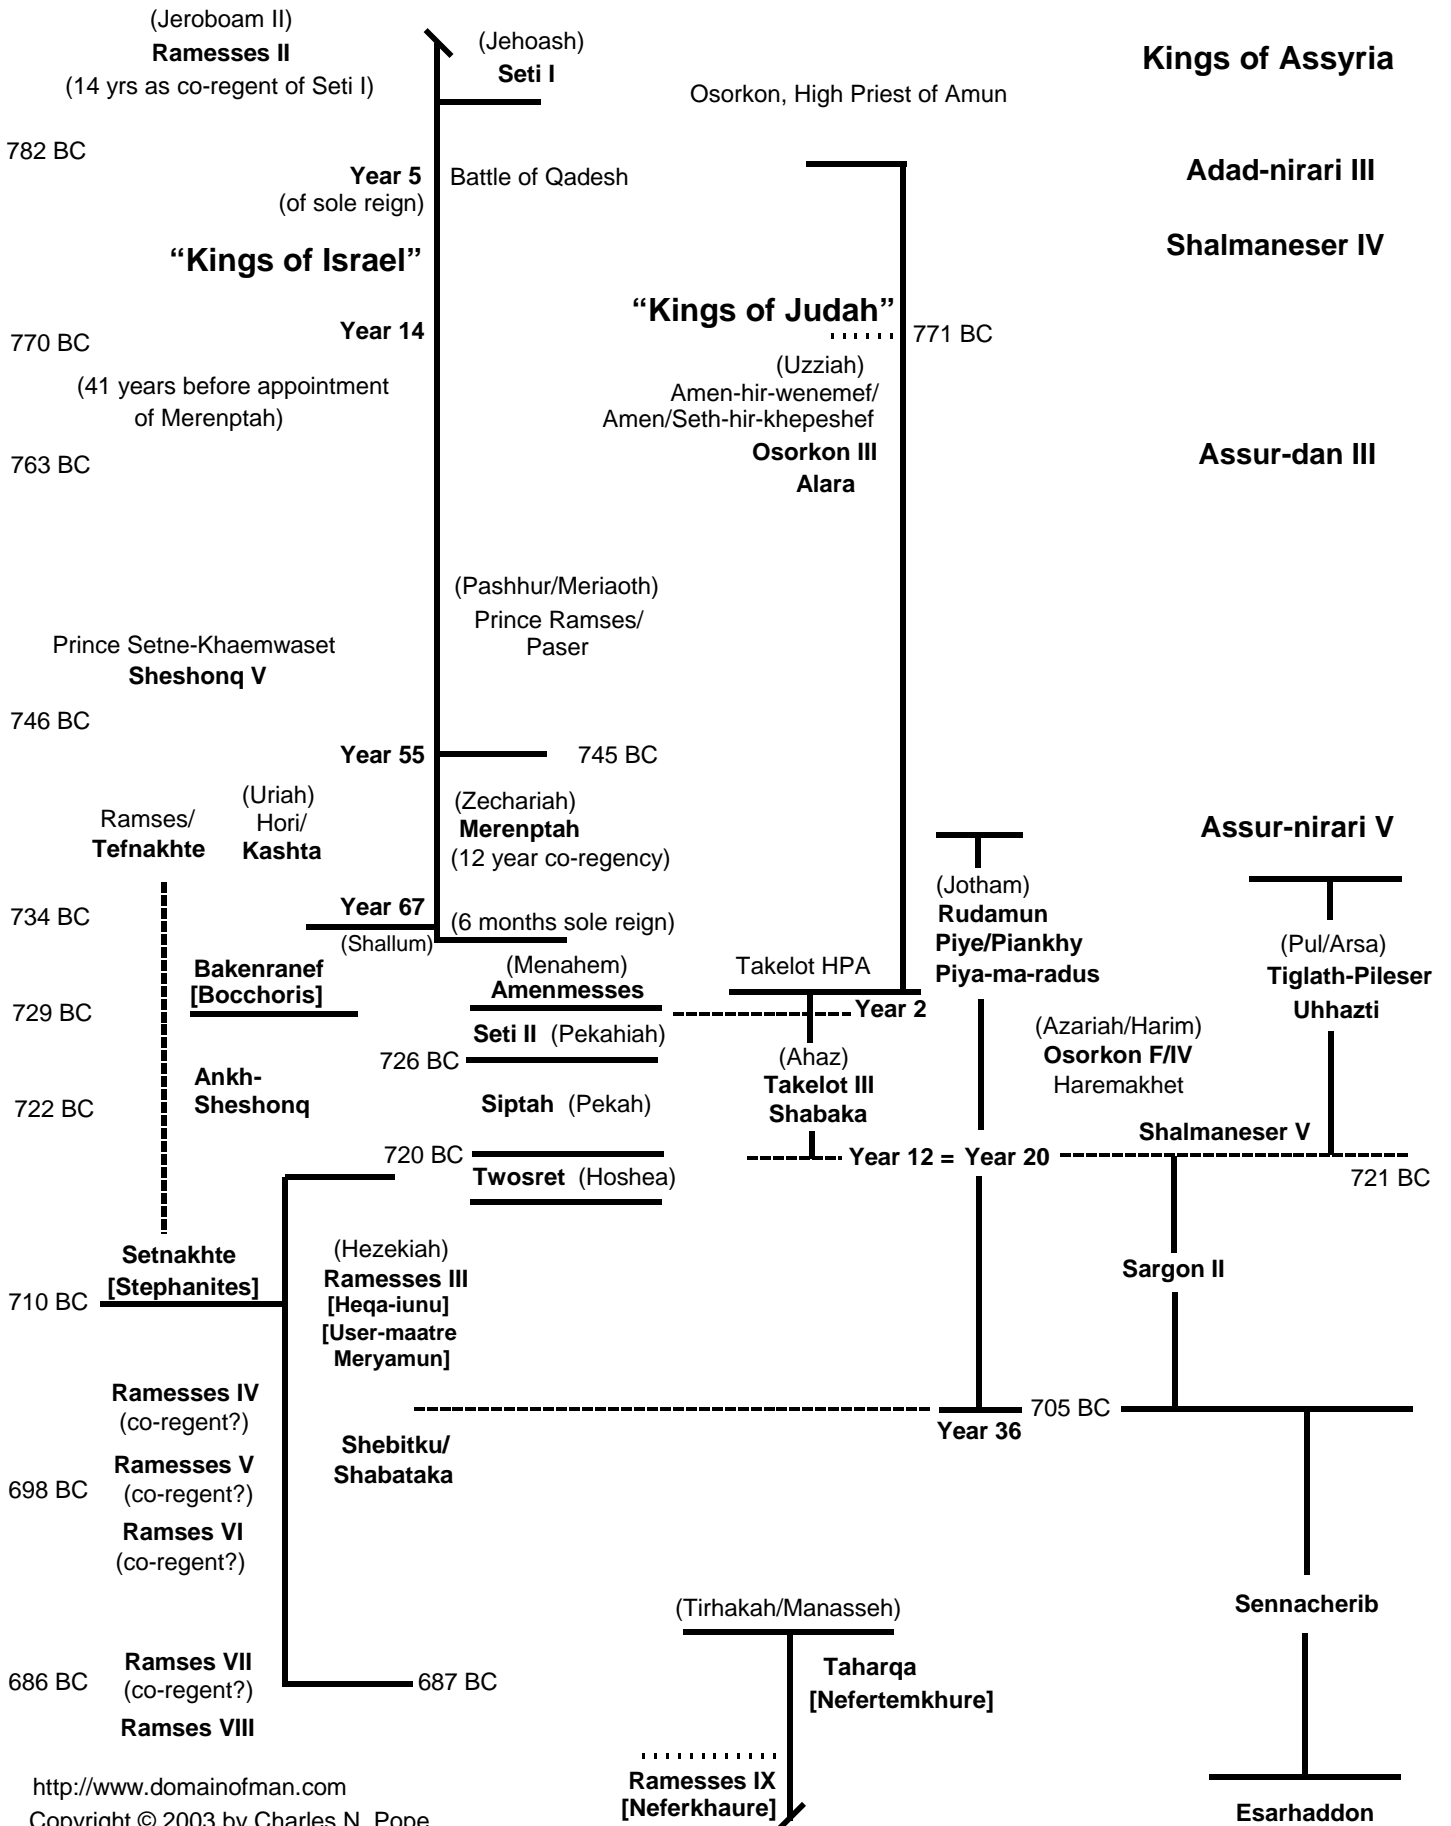 (Jeroboam II)
Ramesses II
(14 yrs as co-regent of Seti I)
(Jehoash)
Seti I
Kings of Assyria
Osorkon, High Priest of Amun
782 BC
Year 5
(of sole reign)
Battle of Qadesh
Adad-nirari III
“Kings of Israel”
Shalmaneser IV
“Kings of Judah”
770 BC
Year 14
771 BC
(41 years before appointment
of Merenptah)
(Uzziah)
Amen-hir-wenemef/
Amen/Seth-hir-khepeshef
Osorkon III
Alara
763 BC
Assur-dan III
(Pashhur/Meriaoth)
Prince Ramses/
Paser
Prince Setne-Khaemwaset
Sheshonq V
746 BC
Year 55
745 BC
Ramses/
Tefnakhte
(Uriah)
Hori/
Kashta
(Zechariah)
Merenptah
(12 year co-regency)
Assur-nirari V
734 BC
Year 67
(Shallum)
(6 months sole reign)
(Jotham)
Rudamun
Piye/Piankhy
Piya-ma-radus
(Pul/Arsa)
Tiglath-Pileser
Uhhazti
Bakenranef
[Bocchoris]
(Menahem)
Amenmesses
Takelot HPA
729 BC
Year 2
Seti II (Pekahiah)
726 BC
(Azariah/Harim)
Osorkon F/IV
Haremakhet
(Ahaz)
Takelot III
Shabaka
Ankh-
Sheshonq
722 BC
Siptah (Pekah)
Shalmaneser V
720 BC
Year 12 = Year 20
721 BC
Twosret (Hoshea)
Setnakhte
[Stephanites]
(Hezekiah)
Ramesses III
[Heqa-iunu]
[User-maatre
Meryamun]
Sargon II
710 BC
Ramesses IV
(co-regent?)
705 BC
Year 36
Shebitku/
Shabataka
Ramesses V
(co-regent?)
698 BC
Ramses VI
(co-regent?)
(Tirhakah/Manasseh)
Sennacherib
Ramses VII
(co-regent?)
686 BC
687 BC
Taharqa
[Nefertemkhure]
Ramses VIII
Ramesses IX
[Neferkhaure]
Esarhaddon
http://www.domainofman.com
Copyright © 2003 by Charles N. Pope